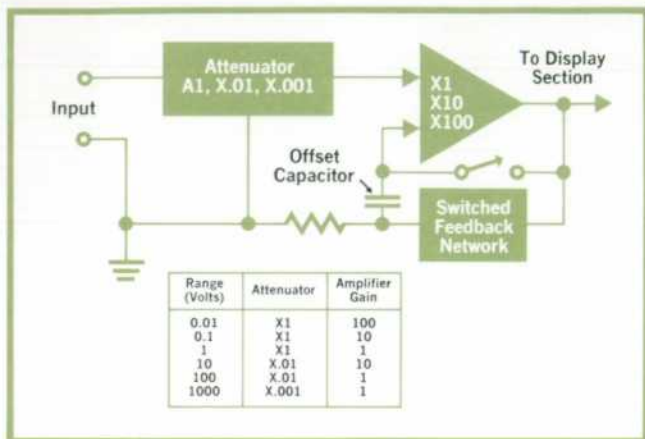 Attenuator
A1, X.01, X.001
Input
X1
X10
X100
To Display
Section
Offset
Capacitor
Switched
Feedback
Network
Range (Volts) Attenuator Amplifier Gain
0.01 X1 100
0.1 X1 10
1 X1 1
10 X.01 10
100 X.01 1
1000 X.001 1